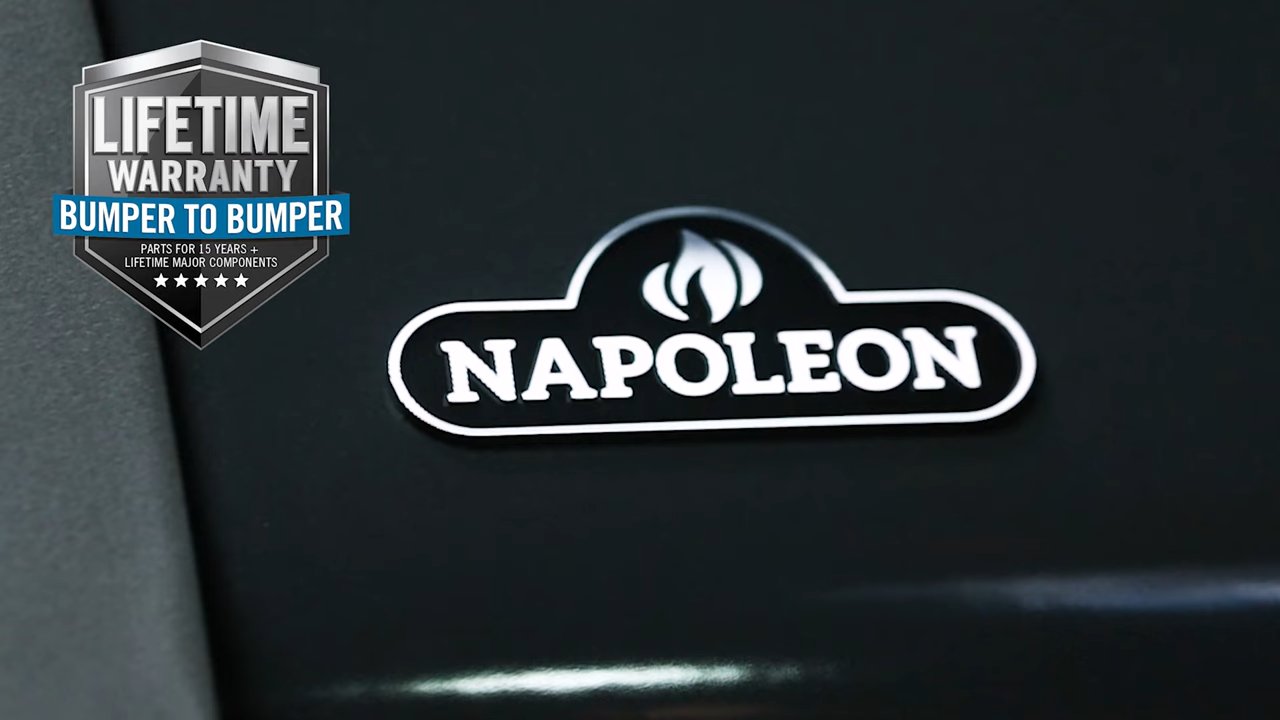 LIFETIME
WARRANTY
BUMPER TO BUMPER
PARTS FOR 15 YEARS +
LIFETIME MAJOR COMPONENTS
NAPOLEON